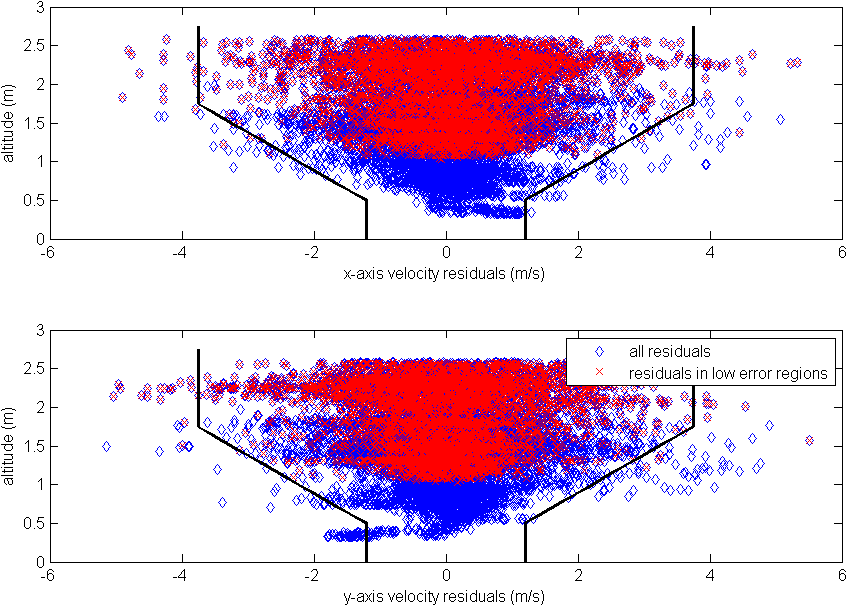 3
2.5
2
1.5
1
0.5
0
altitude (m)
-6 -4 -2 0 2 4 6
x-axis velocity residuals (m/s)
3
2.5
2
1.5
1
0.5
0
altitude (m)
all residuals
residuals in low error regions
-6 -4 -2 0 2 4 6
y-axis velocity residuals (m/s)